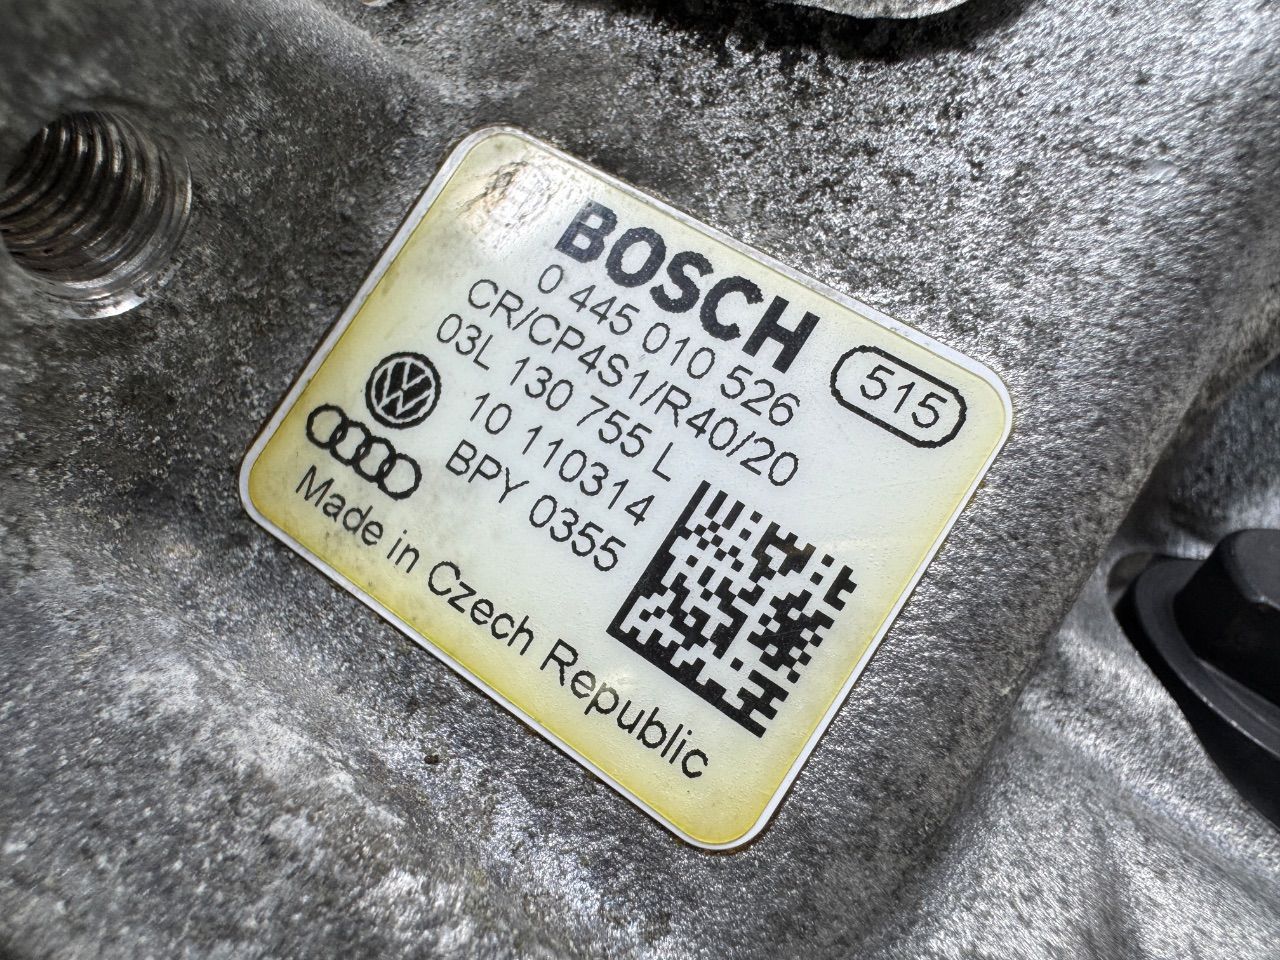 BOSCH
0 445 010 526
515
CR/CP4S1/R40/20
03L 130 755 L
10 110314
BPY 0355
Made in Czech Republic